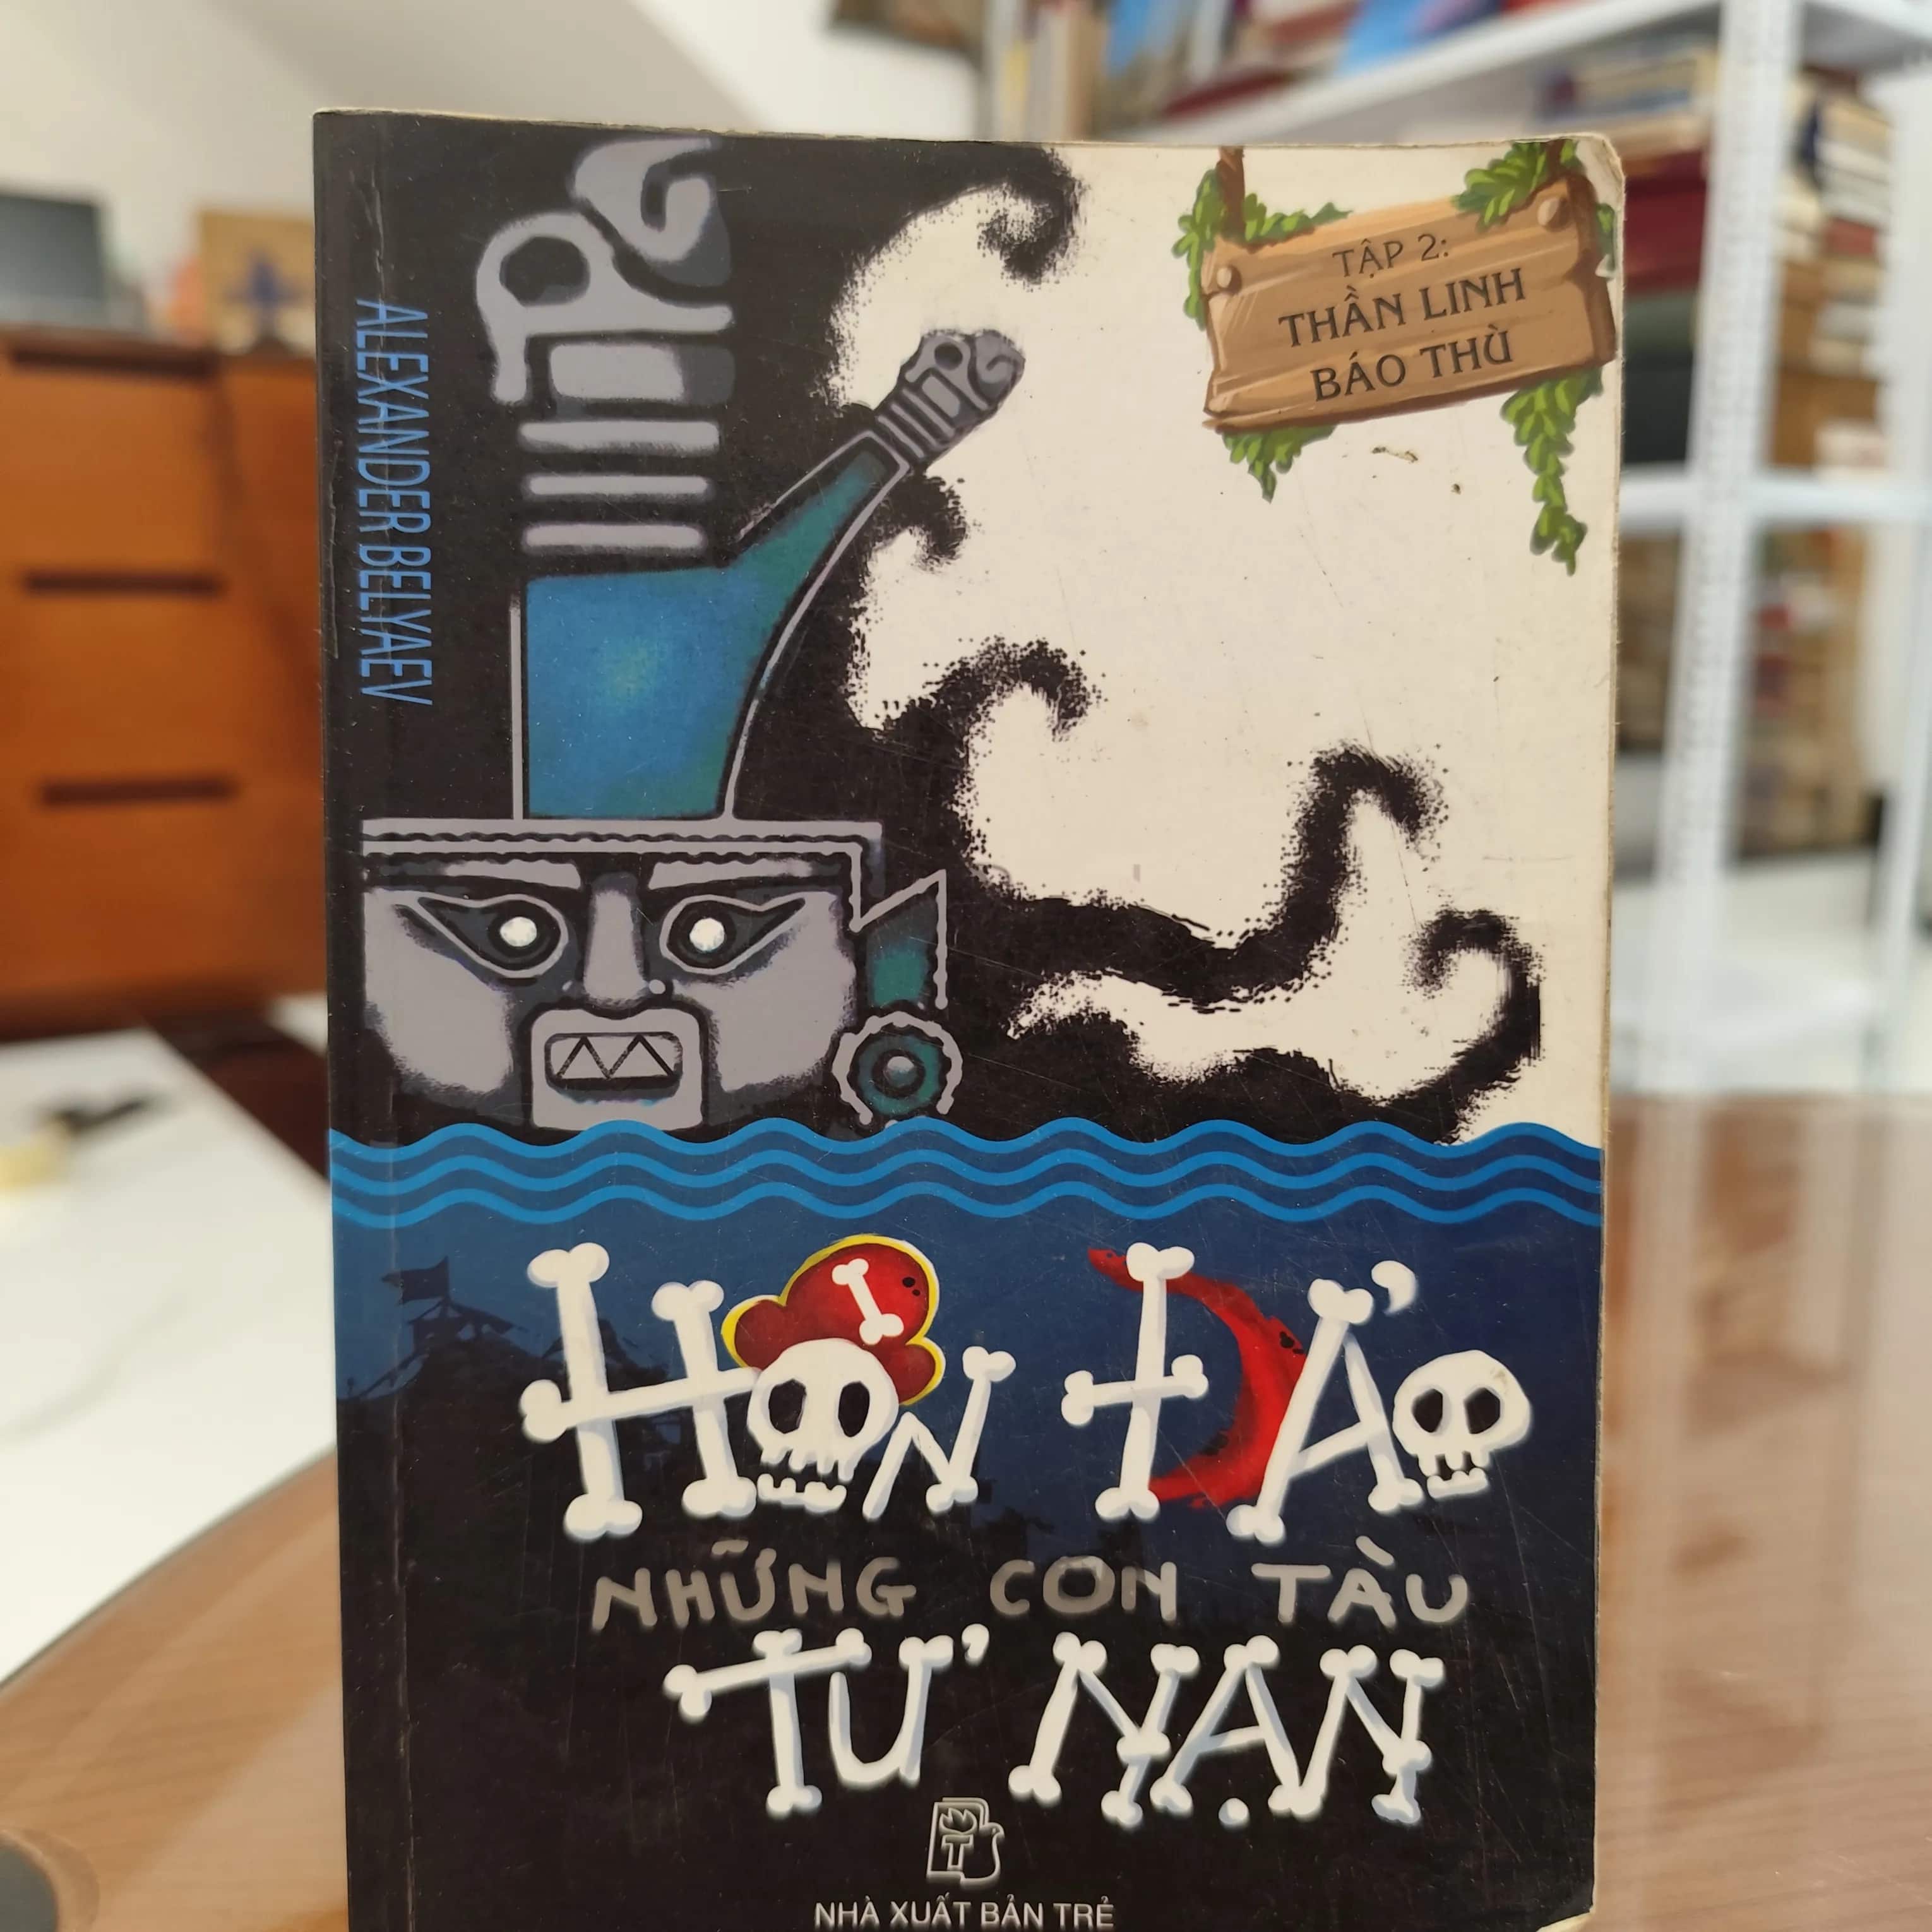 TẬP 2:
THẦN LINH
BÁO THÙ
ALEXANDER BELYAEV
HÒN ĐẢO
NHỮNG CON TÀU
TỬ NẠN
NHÀ XUẤT BẢN TRẺ